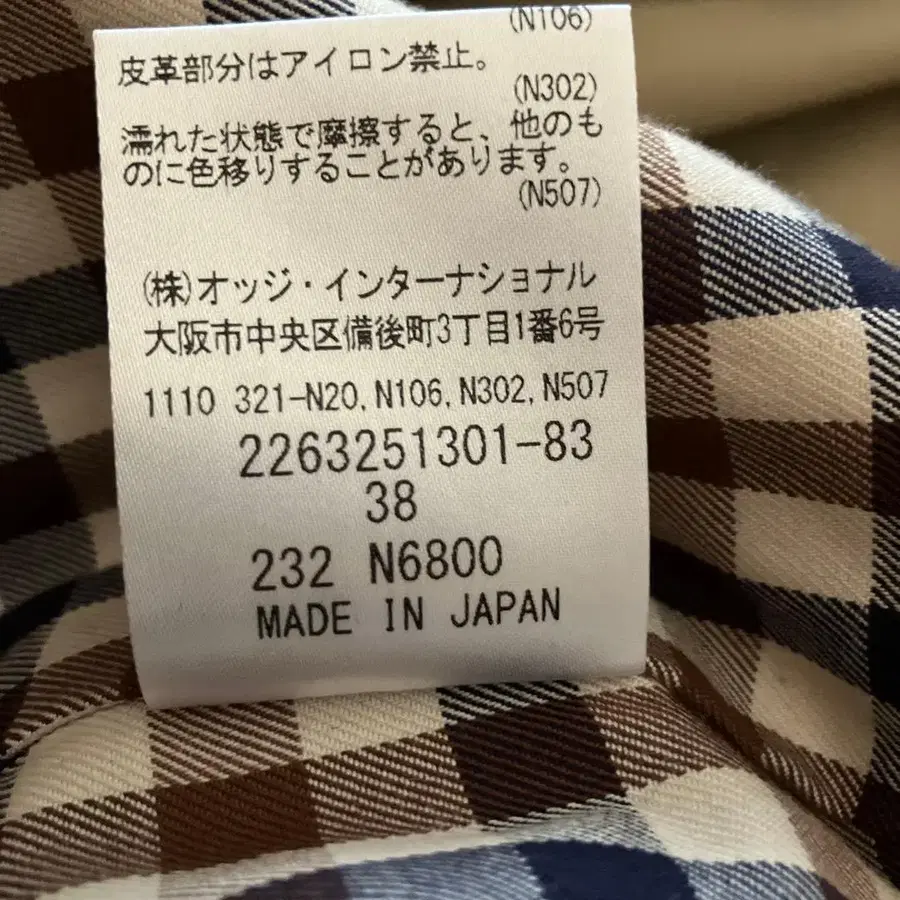 (N106)
皮革部分はアイロン禁止。
(N302)
濡れた状態で摩擦すると、他のも
のに色移りすることがあります。
(N507)
(株)オッジ・インターナショナル
大阪市中央区備後町3丁目1番6号
1110 321-N20,N106,N302,N507
2263251301-83
38
232 N6800
MADE IN JAPAN